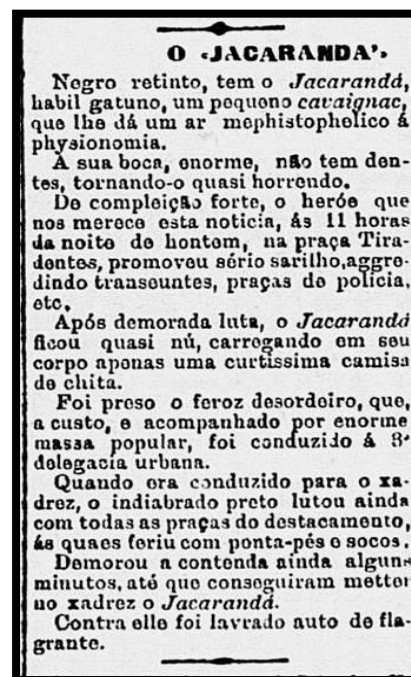 O «JACARANDA'»
Negro retinto, tem o Jacarandá,
habil gatuno, um pequeno cavaignac,
que lhe dá um ar mephistophelico á
physionomia.
A sua boca, enorme, não tem den-
tes, tornando-o quasi horrendo.
De compleição forte, o heróe que
nos merece esta noticia, ás 11 horas
da noite de hontem, na praça Tira-
dentes, promoveu sério sarilho,aggre-
dindo transeuntes, praças de policia,
etc.
Após demorada luta, o Jacarandá
ficou quasi nú, carregando em seu
corpo apenas uma curtissima camisa
de chita.
Foi preso o feroz desordeiro, que,
a custo, e acompanhado por enorme
massa popular, foi conduzido á 3ª
delegacia urbana.
Quando era conduzido para o xa-
drez, o indiabrado preto lutou ainda
com todas as praças do destacamento,
ás quaes feriu com ponta-pés e socos.
Demorou a contenda ainda alguns
minutos, até que conseguiram metter
no xadrez o Jacarandá.
Contra elle foi lavrado auto de fla-
grante.